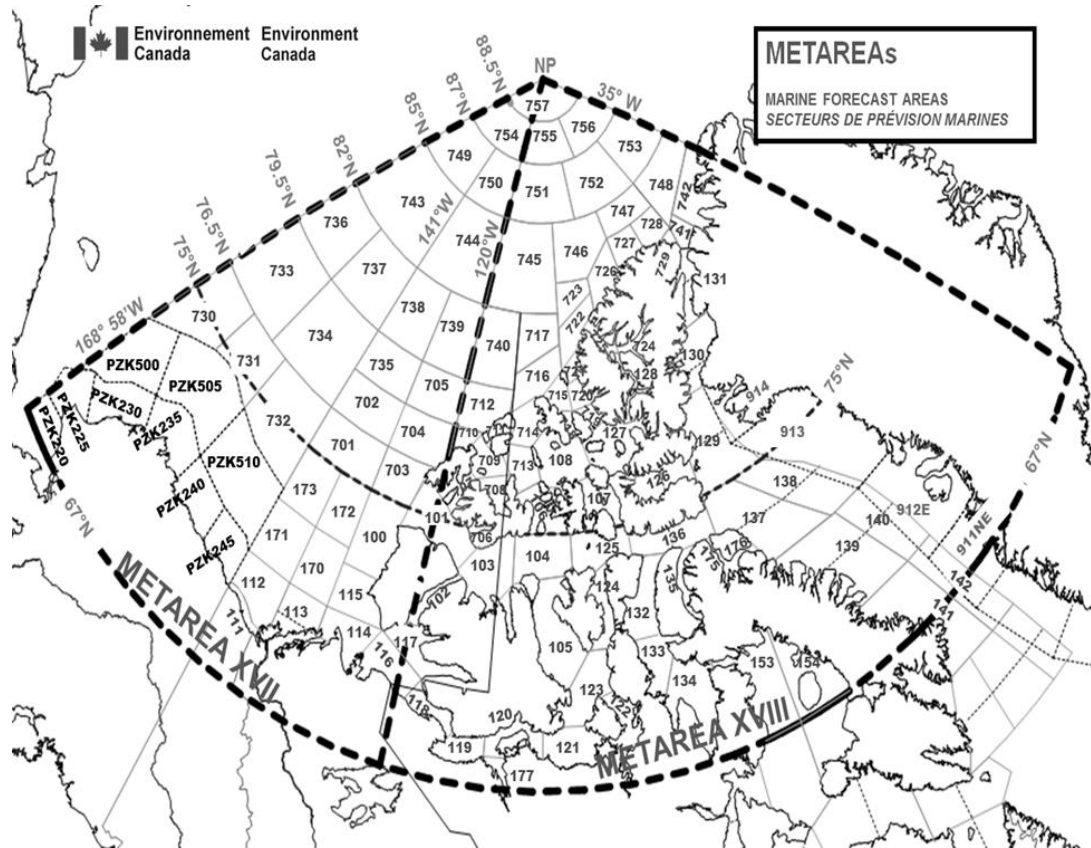 Environnement Environment
Canada Canada
METAREAs
MARINE FORECAST AREAS
SECTEURS DE PRÉVISION MARINES
NP
88.5°N
87°N
85°N
82°N
79.5°N
76.5°N
75°N
168° 58'W
67°N
141°W
120°W
35° W
75°N
67°N
METAREA XVII
METAREA XVIII
757
754 755 756
749 753
750 751 752 748
742
736 743 747
728 741
744 745 746 727
733 737 726 729
131
738 723
730 734 739 740 717 722
724
731 735 705 716 130
128
702 712 715 720
732 704 710 714 127 129 914
701 709 713 108 913
703 708 126
173 107 138
172 101
171 100 706 104 125 136 137 140 912E
103 175 176 139 911NE
170 124 135
112 115 102 142
111 113 132 141
114 117 105 133
116 153 154
134
118 123 122
120
119 121
177
PZK500
PZK505
PZK230
PZK225
PZK220
PZK235
PZK510
PZK240
PZK245